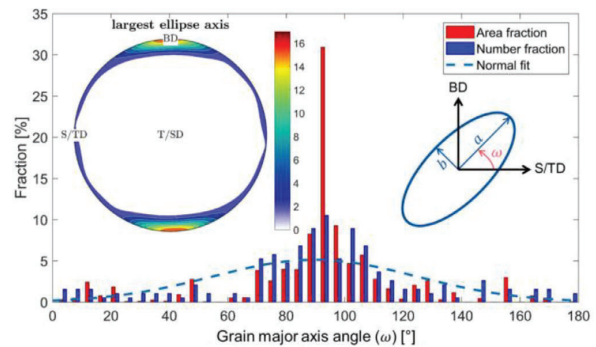 largest ellipse axis
BD
S/TD
T/SD
16
14
12
10
8
6
4
2
0
Area fraction
Number fraction
Normal fit
BD
a
b
ω
S/TD
Fraction [%]
35
30
25
20
15
10
5
0
0 20 40 60 80 100 120 140 160 180
Grain major axis angle (ω) [°]